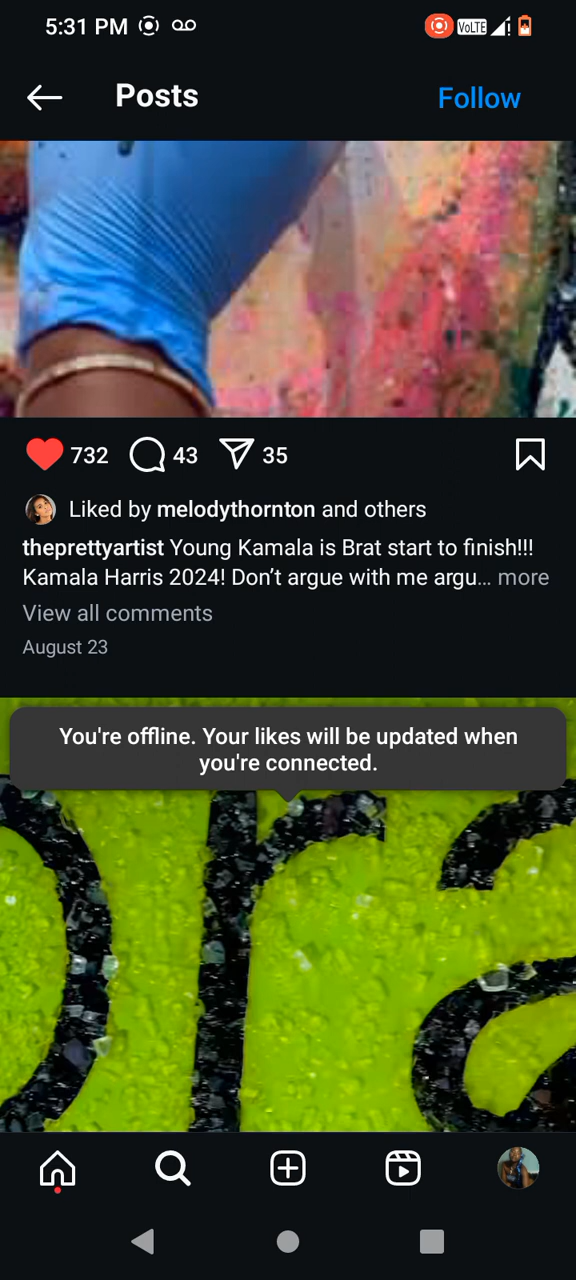 5:31 PM
VoLTE
Posts
Follow
732
43
35
Liked by melodythornton and others
theprettyartist Young Kamala is Brat start to finish!!!
Kamala Harris 2024! Don’t argue with me argu… more
View all comments
August 23
You're offline. Your likes will be updated when
you're connected.
bra